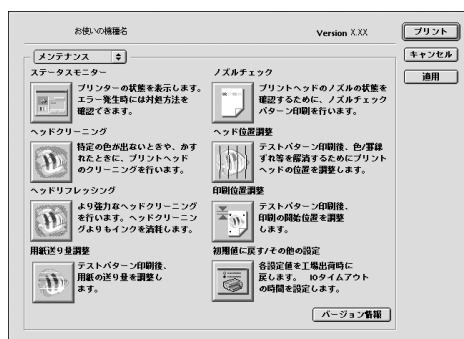 お使いの機種名
Version X.XX
プリント
キャンセル
適用
メンテナンス
ステータスモニター
プリンターの状態を表示します。
エラー発生時には対処方法を
確認できます。
ノズルチェック
プリントヘッドのノズルの状態を
確認するために、ノズルチェック
パターン印刷を行います。
ヘッドクリーニング
特定の色が出ないときや、かす
れたときに、プリントヘッド
のクリーニングを行います。
ヘッド位置調整
テストパターン印刷後、色/罫線
ずれ等を解消するためにプリント
ヘッドの位置を調整します。
ヘッドリフレッシング
より強力なヘッドクリーニング
を行います。ヘッドクリーニン
グよりもインクを消耗します。
印刷位置調整
テストパターン印刷後、
印刷の開始位置を調整
します。
用紙送り量調整
テストパターン印刷後、
用紙の送り量を調整し
ます。
初期値に戻す/その他の設定
各設定値を工場出荷時に
戻します。 IOタイムアウト
の時間を設定します。
バージョン情報